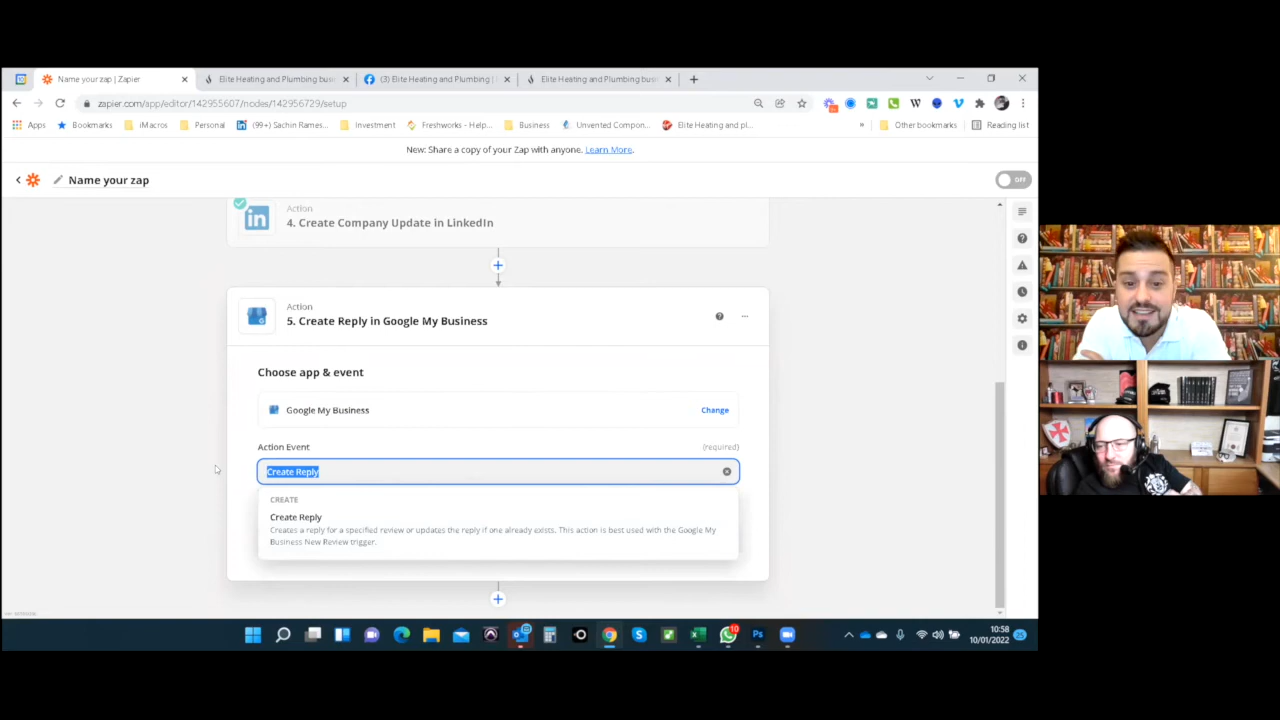 Name your zap | Zapier
Elite Heating and Plumbing busi
(3) Elite Heating and Plumbing |
Elite Heating and Plumbing busi
zapier.com/app/editor/142955607/nodes/142956729/setup
Apps
Bookmarks
iMacros
Personal
(99+) Sachin Rames...
Investment
Freshworks - Help...
Business
Unvented Compon...
Elite Heating and pl...
»
Other bookmarks
Reading list
New: Share a copy of your Zap with anyone. Learn More.
Name your zap
OFF
Action
4. Create Company Update in LinkedIn
Action
5. Create Reply in Google My Business
Choose app & event
Google My Business
Change
Action Event
(required)
Create Reply
CREATE
Create Reply
Creates a reply for a specified review or updates the reply if one already exists. This action is best used with the Google My
Business New Review trigger.
10
10:58
10/01/2022
25